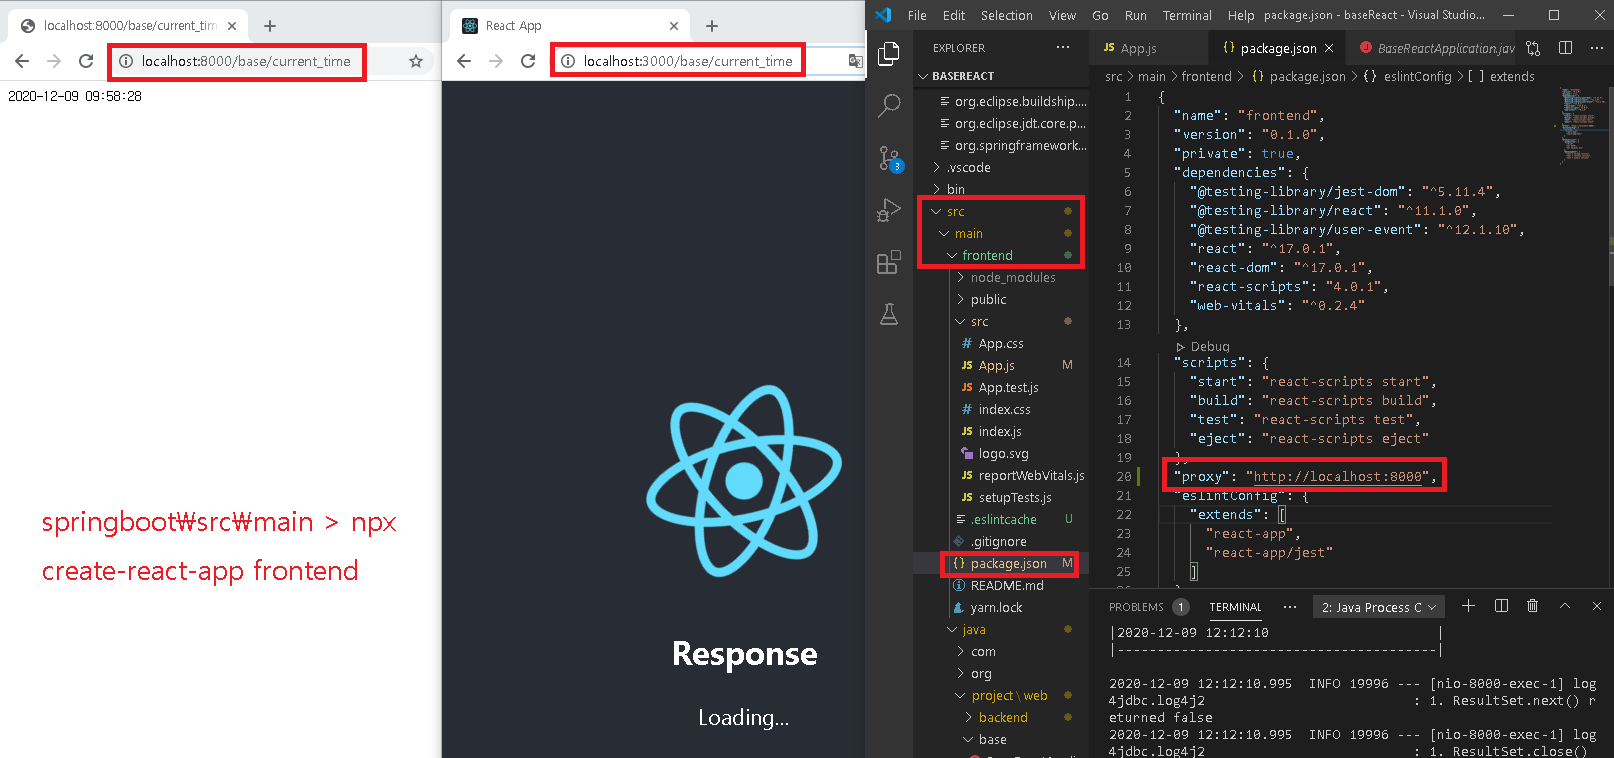 localhost:8000/base/current_tim
localhost:8000/base/current_time
2020-12-09 09:58:28
springboot₩src₩main > npx
create-react-app frontend
React App
localhost:3000/base/current_time
Response
Loading...
File Edit Selection View Go Run Terminal Help package.json - baseReact - Visual Studio...
EXPLORER
BASEREACT
org.eclipse.buildship....
org.eclipse.jdt.core.p...
org.springframework...
.vscode
bin
src
main
frontend
node_modules
public
src
# App.css
JS App.js M
JS App.test.js
# index.css
JS index.js
logo.svg
JS reportWebVitals.js
JS setupTests.js
.eslintcache U
.gitignore
{} package.json M
README.md
yarn.lock
java
com
org
project \ web
backend
base
3
JS App.js
{} package.json
BaseReactApplication.jav
src > main > frontend > {} package.json > {} eslintConfig > [ ] extends
1 {
2 "name": "frontend",
3 "version": "0.1.0",
4 "private": true,
5 "dependencies": {
6 "@testing-library/jest-dom": "^5.11.4",
7 "@testing-library/react": "^11.1.0",
8 "@testing-library/user-event": "^12.1.10",
9 "react": "^17.0.1",
10 "react-dom": "^17.0.1",
11 "react-scripts": "4.0.1",
12 "web-vitals": "^0.2.4"
13 },
Debug
14 "scripts": {
15 "start": "react-scripts start",
16 "build": "react-scripts build",
17 "test": "react-scripts test",
18 "eject": "react-scripts eject"
19 },
20 "proxy": "http://localhost:8000",
21 "eslintConfig": {
22 "extends": [
23 "react-app",
24 "react-app/jest"
25 ]
PROBLEMS 1 TERMINAL ... 2: Java Process C
|2020-12-09 12:12:10 |
|----------------------------------------|
2020-12-09 12:12:10.995 INFO 19996 --- [nio-8000-exec-1] log
4jdbc.log4j2 : 1. ResultSet.next() r
eturned false
2020-12-09 12:12:10.995 INFO 19996 --- [nio-8000-exec-1] log
4jdbc.log4j2 : 1. ResultSet.close()